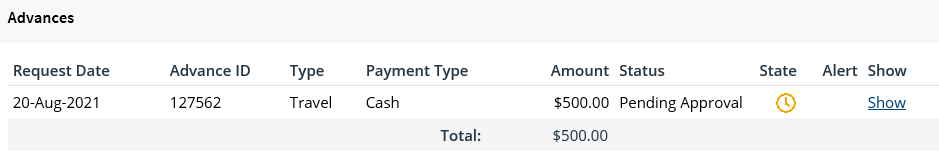 Advances
Request Date Advance ID Type Payment Type Amount Status State Alert Show
20-Aug-2021 127562 Travel Cash $500.00 Pending Approval Show
Total: $500.00